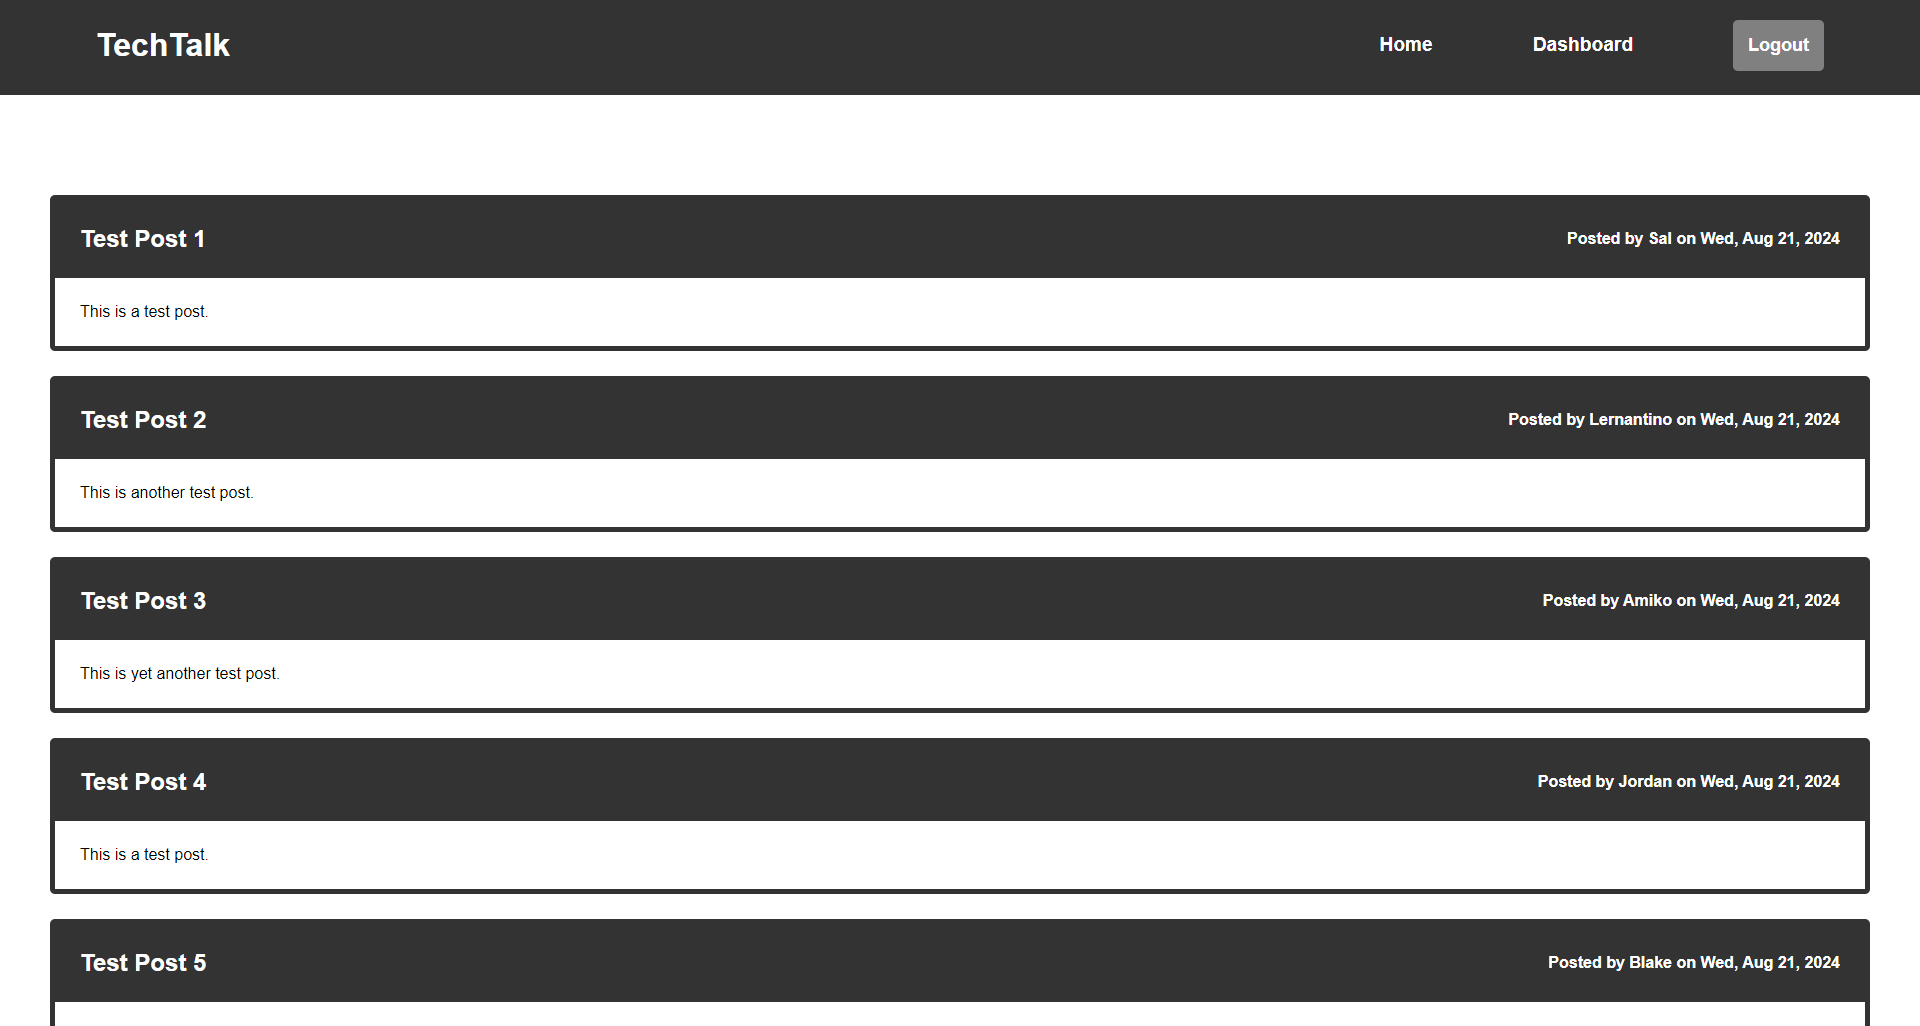 TechTalk Home Dashboard Logout
Test Post 1 Posted by Sal on Wed, Aug 21, 2024
This is a test post.
Test Post 2 Posted by Lernantino on Wed, Aug 21, 2024
This is another test post.
Test Post 3 Posted by Amiko on Wed, Aug 21, 2024
This is yet another test post.
Test Post 4 Posted by Jordan on Wed, Aug 21, 2024
This is a test post.
Test Post 5 Posted by Blake on Wed, Aug 21, 2024